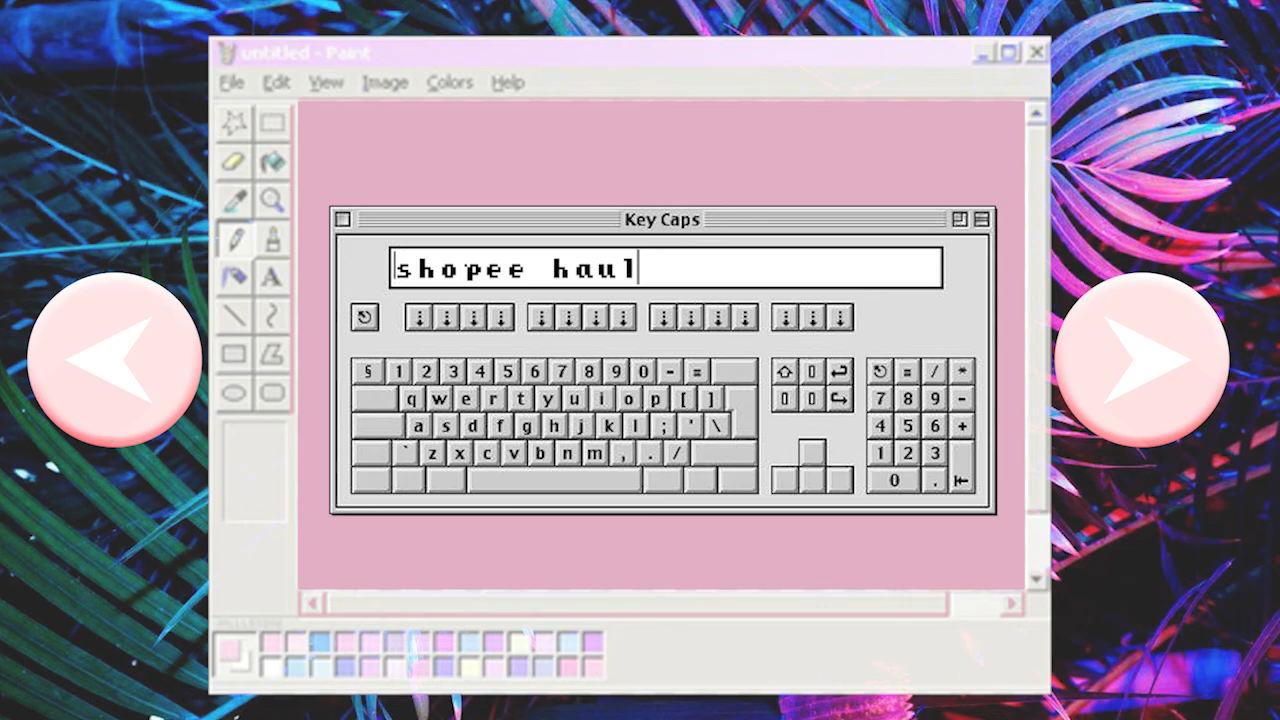 untitled - Paint
File Edit View Image Colors Help
Key Caps
shopee haul
§ 1 2 3 4 5 6 7 8 9 0 - =
= / *
q w e r t y u i o p [ ]
7 8 9 -
a s d f g h j k l ; ' \
4 5 6 +
` z x c v b n m , . /
1 2 3
0 .